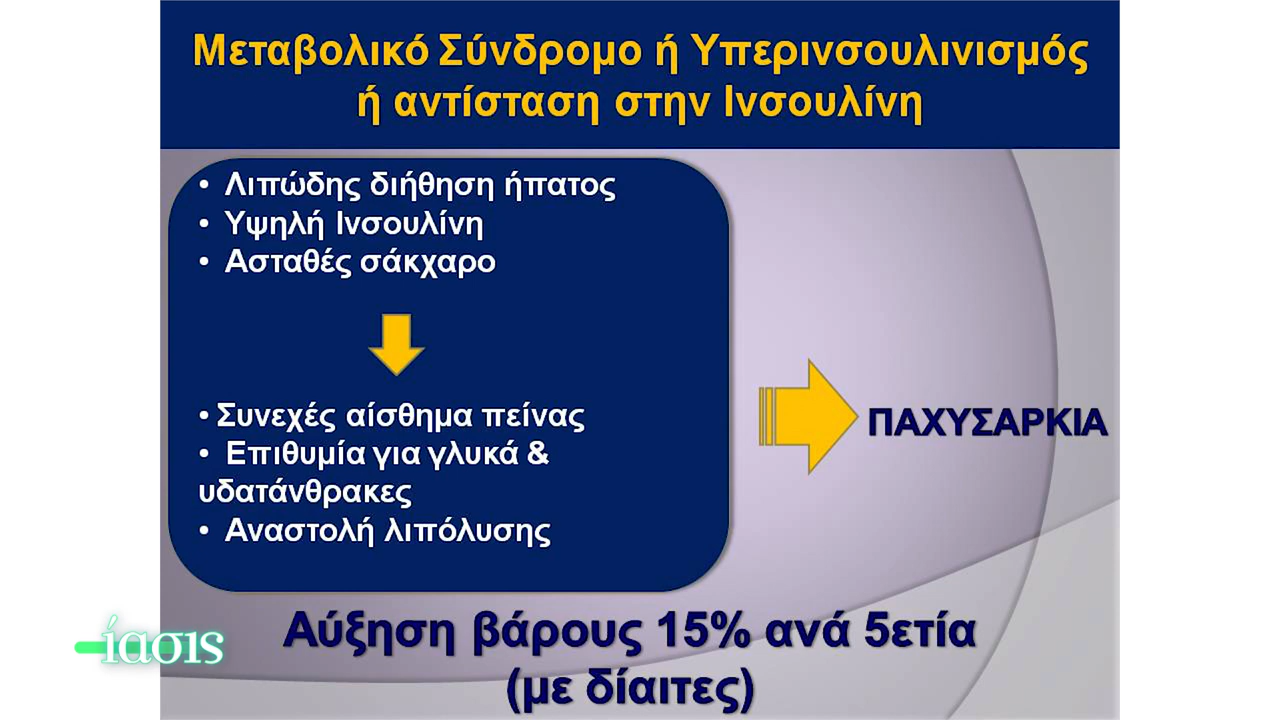 Μεταβολικό Σύνδρομο ή Υπερινσουλινισμός
ή αντίσταση στην Ινσουλίνη
• Λιπώδης διήθηση ήπατος
• Υψηλή Ινσουλίνη
• Ασταθές σάκχαρο
• Συνεχές αίσθημα πείνας
• Επιθυμία για γλυκά &
υδατάνθρακες
• Αναστολή λιπόλυσης
ΠΑΧΥΣΑΡΚΙΑ
Αύξηση βάρους 15% ανά 5ετία
(με δίαιτες)
ίασις